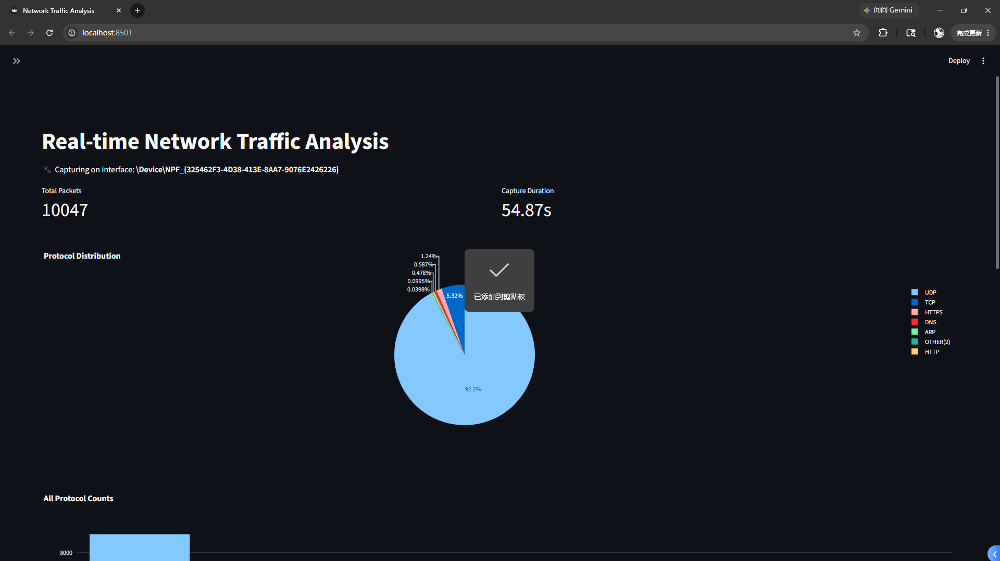 Network Traffic Analysis
问问 Gemini
localhost:8501
完成更新
Deploy
Real-time Network Traffic Analysis
Capturing on interface: \Device\NPF_{325462F3-4D38-413E-8AA7-9076E2426226}
Total Packets
10047
Capture Duration
54.87s
Protocol Distribution
1.24%
0.587%
0.478%
0.0995%
0.0398%
5.32%
92.2%
已添加到剪贴板
UDP
TCP
HTTPS
DNS
ARP
OTHER(2)
HTTP
All Protocol Counts
8000